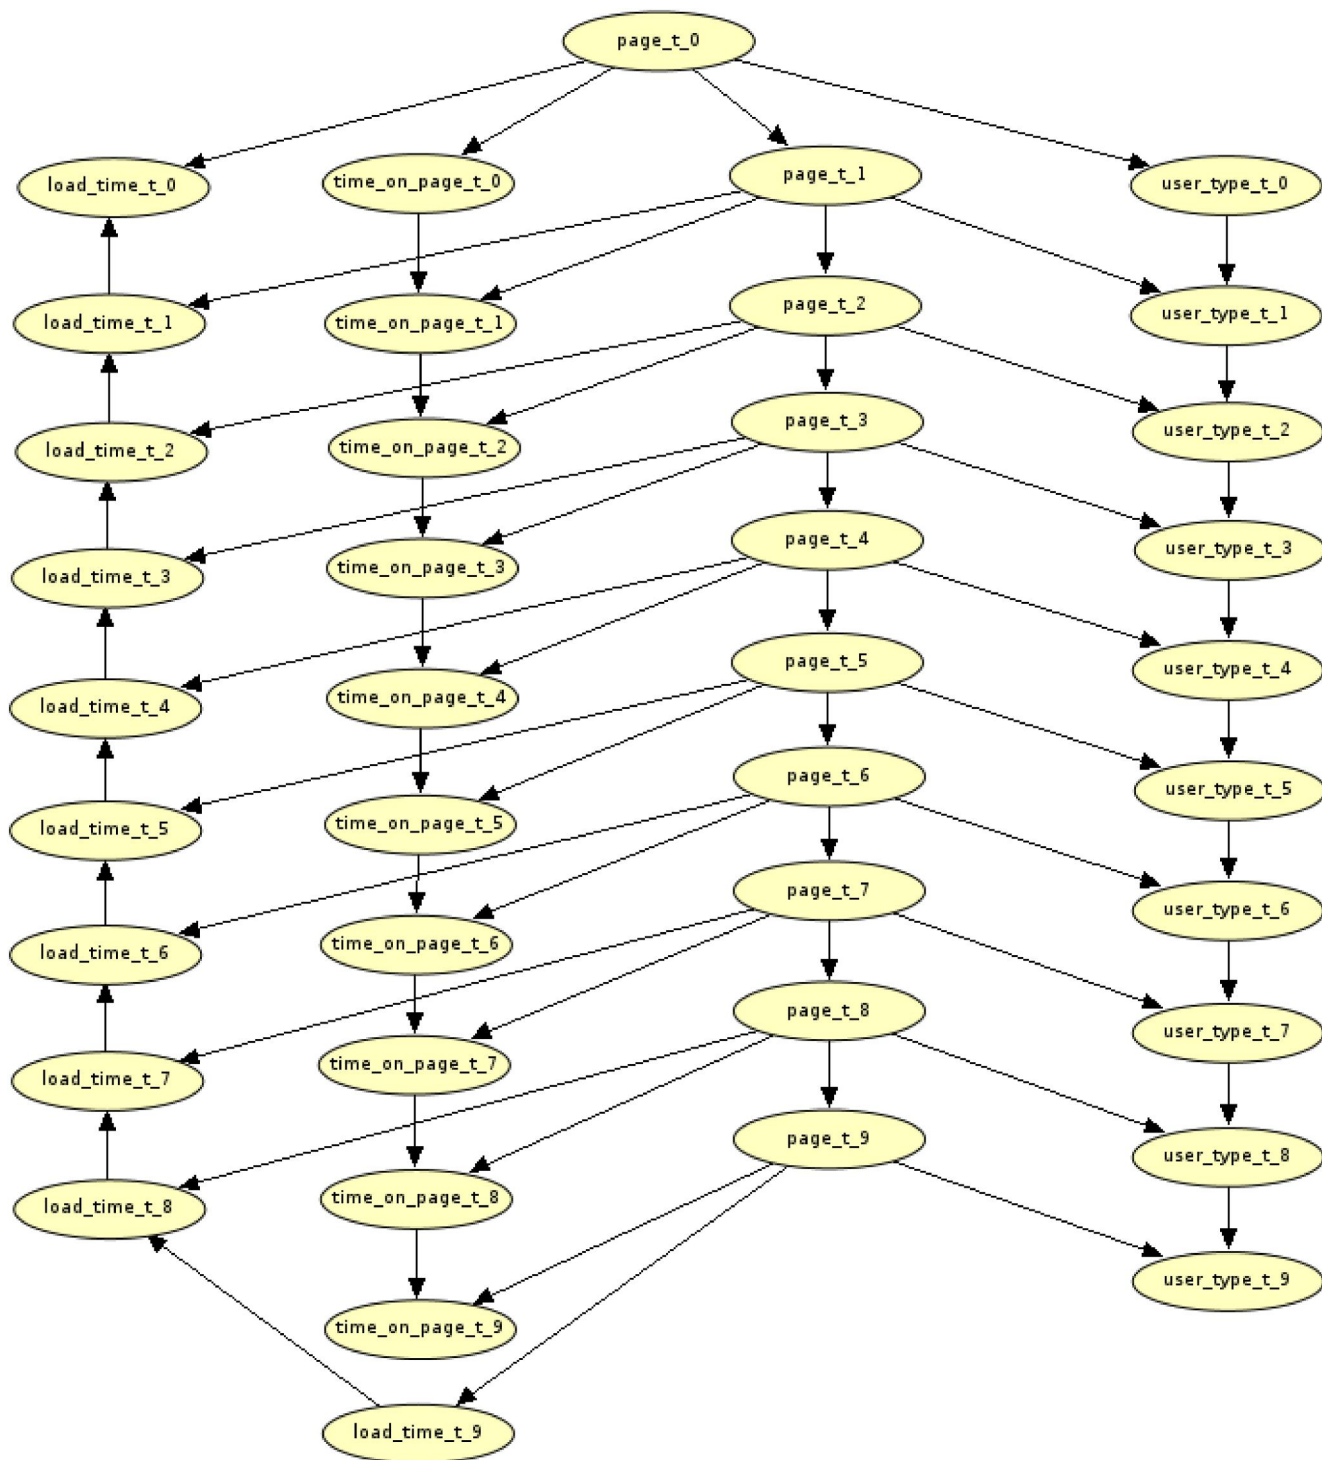 page_t_0
load_time_t_0
time_on_page_t_0
page_t_1
user_type_t_0
load_time_t_1
time_on_page_t_1
page_t_2
user_type_t_1
load_time_t_2
time_on_page_t_2
page_t_3
user_type_t_2
load_time_t_3
time_on_page_t_3
page_t_4
user_type_t_3
load_time_t_4
time_on_page_t_4
page_t_5
user_type_t_4
load_time_t_5
time_on_page_t_5
page_t_6
user_type_t_5
load_time_t_6
time_on_page_t_6
page_t_7
user_type_t_6
load_time_t_7
time_on_page_t_7
page_t_8
user_type_t_7
load_time_t_8
time_on_page_t_8
page_t_9
user_type_t_8
time_on_page_t_9
user_type_t_9
load_time_t_9